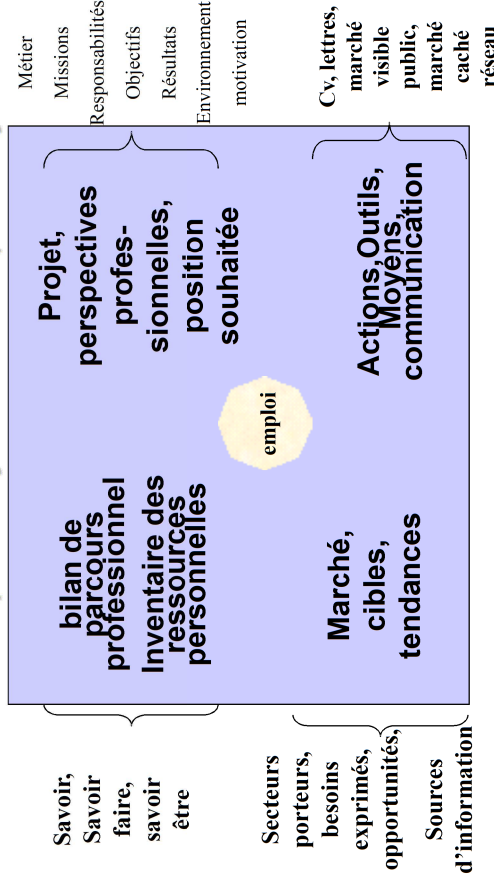 Savoir,
Savoir
faire,
savoir
être
bilan de
parcours
professionnel
Inventaire des
ressources
personnelles
Projet,
perspectives
profes-
sionnelles,
position
souhaitée
Métier
Missions
Responsabilités
Objectifs
Résultats
Environnement
motivation
emploi
Secteurs
porteurs,
besoins
exprimés,
opportunités,
Sources
d'information
Marché,
cibles,
tendances
Actions,Outils,
Moyens,
communication
Cv, lettres,
marché
visible
public,
marché
caché
réseau